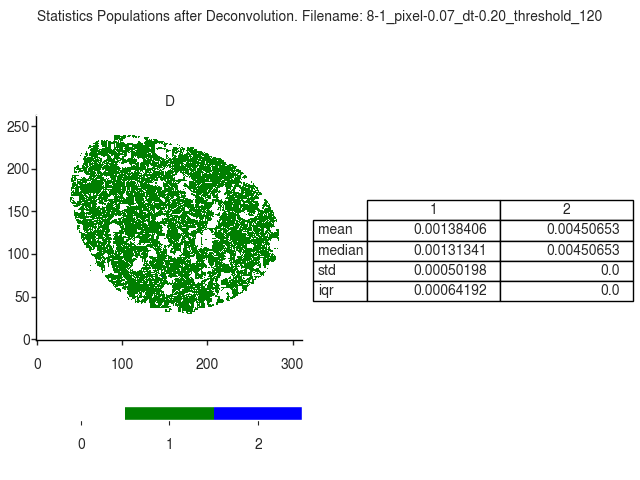 Statistics Populations after Deconvolution. Filename: 8-1_pixel-0.07_dt-0.20_threshold_120
D
250
200
150
100
50
0
0 100 200 300
1 2
mean 0.00138406 0.00450653
median 0.00131341 0.00450653
std 0.00050198 0.0
iqr 0.00064192 0.0
0 1 2